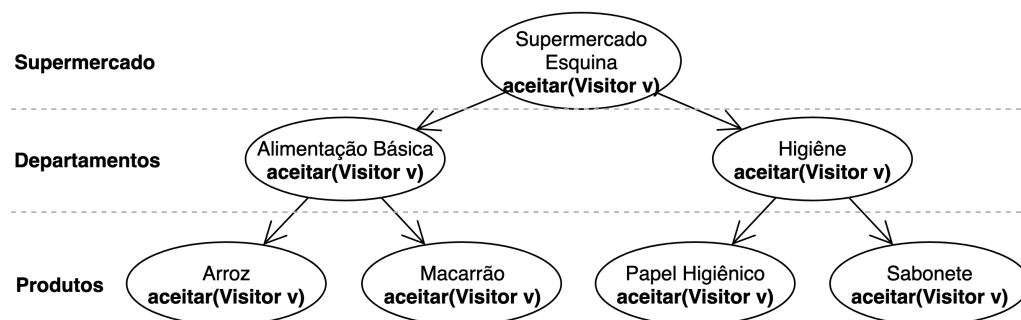 Supermercado
Supermercado
Esquina
aceitar(Visitor v)
Departamentos
Alimentação Básica
aceitar(Visitor v)
Higiêne
aceitar(Visitor v)
Produtos
Arroz
aceitar(Visitor v)
Macarrão
aceitar(Visitor v)
Papel Higiênico
aceitar(Visitor v)
Sabonete
aceitar(Visitor v)